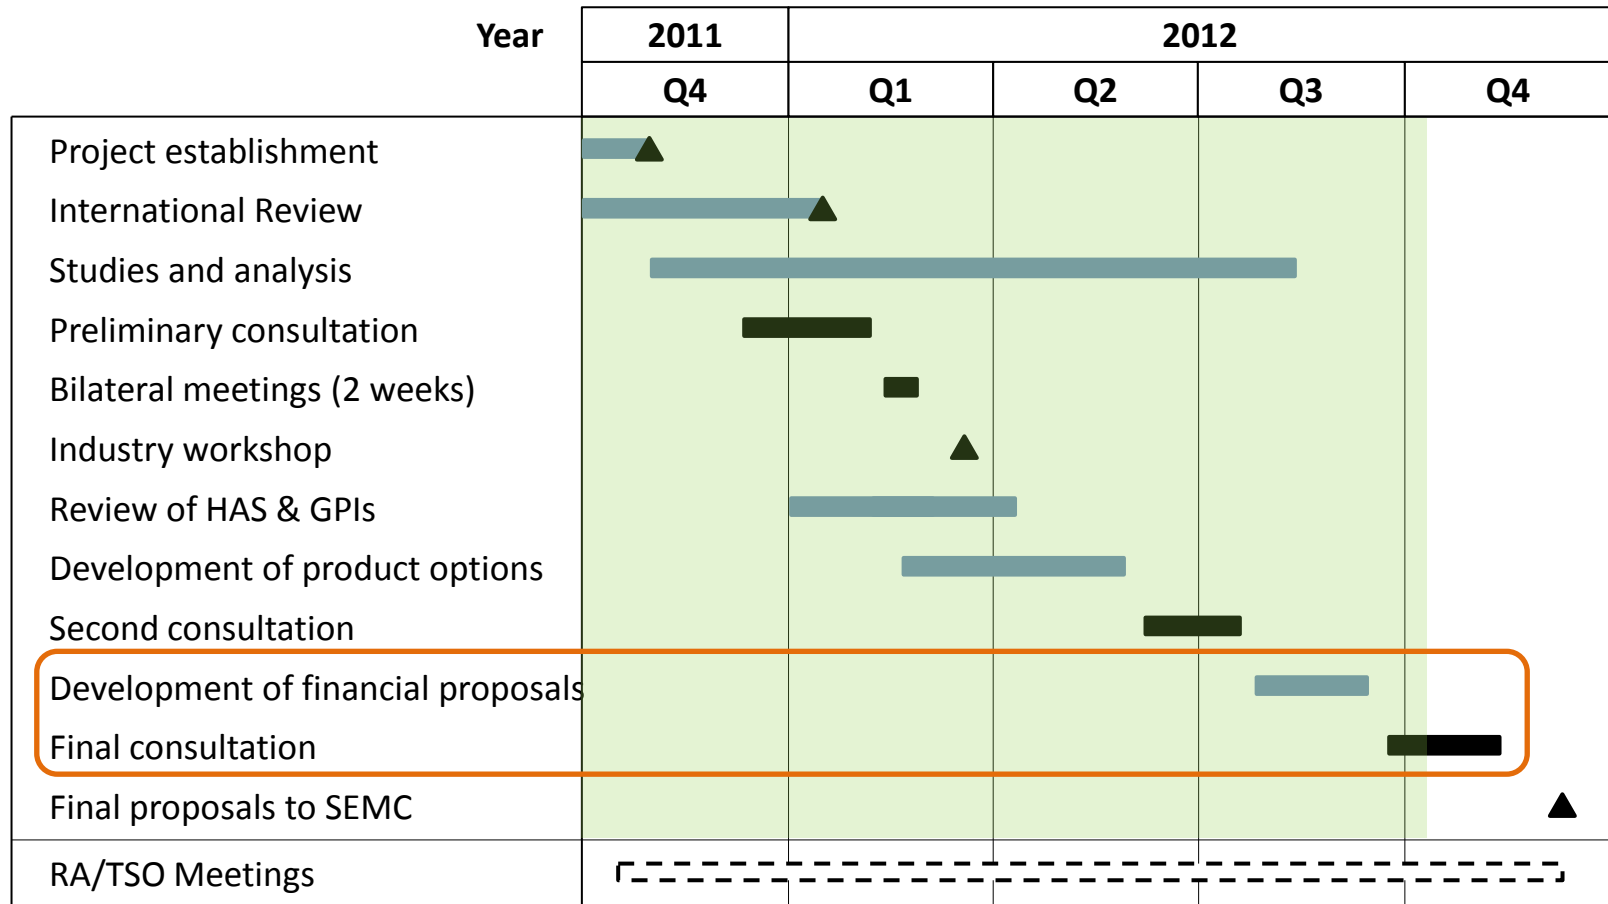 Year 2011 2012
Q4 Q1 Q2 Q3 Q4
Project establishment
International Review
Studies and analysis
Preliminary consultation
Bilateral meetings (2 weeks)
Industry workshop
Review of HAS & GPIs
Development of product options
Second consultation
Development of financial proposals
Final consultation
Final proposals to SEMC
RA/TSO Meetings